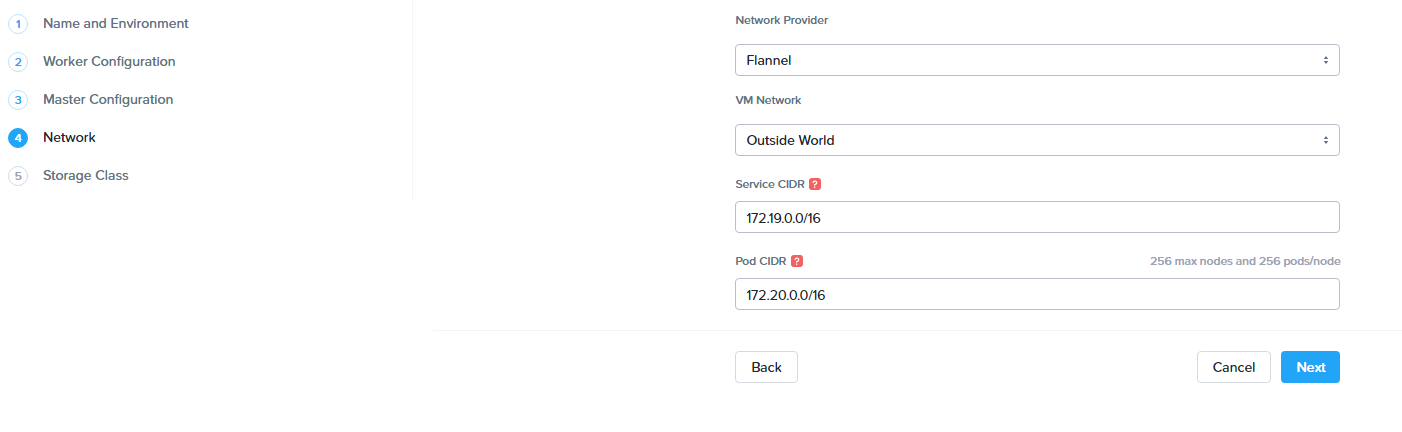 1 Name and Environment
2 Worker Configuration
3 Master Configuration
4 Network
5 Storage Class
Network Provider
Flannel
VM Network
Outside World
Service CIDR ?
172.19.0.0/16
Pod CIDR ? 256 max nodes and 256 pods/node
172.20.0.0/16
Back Cancel Next